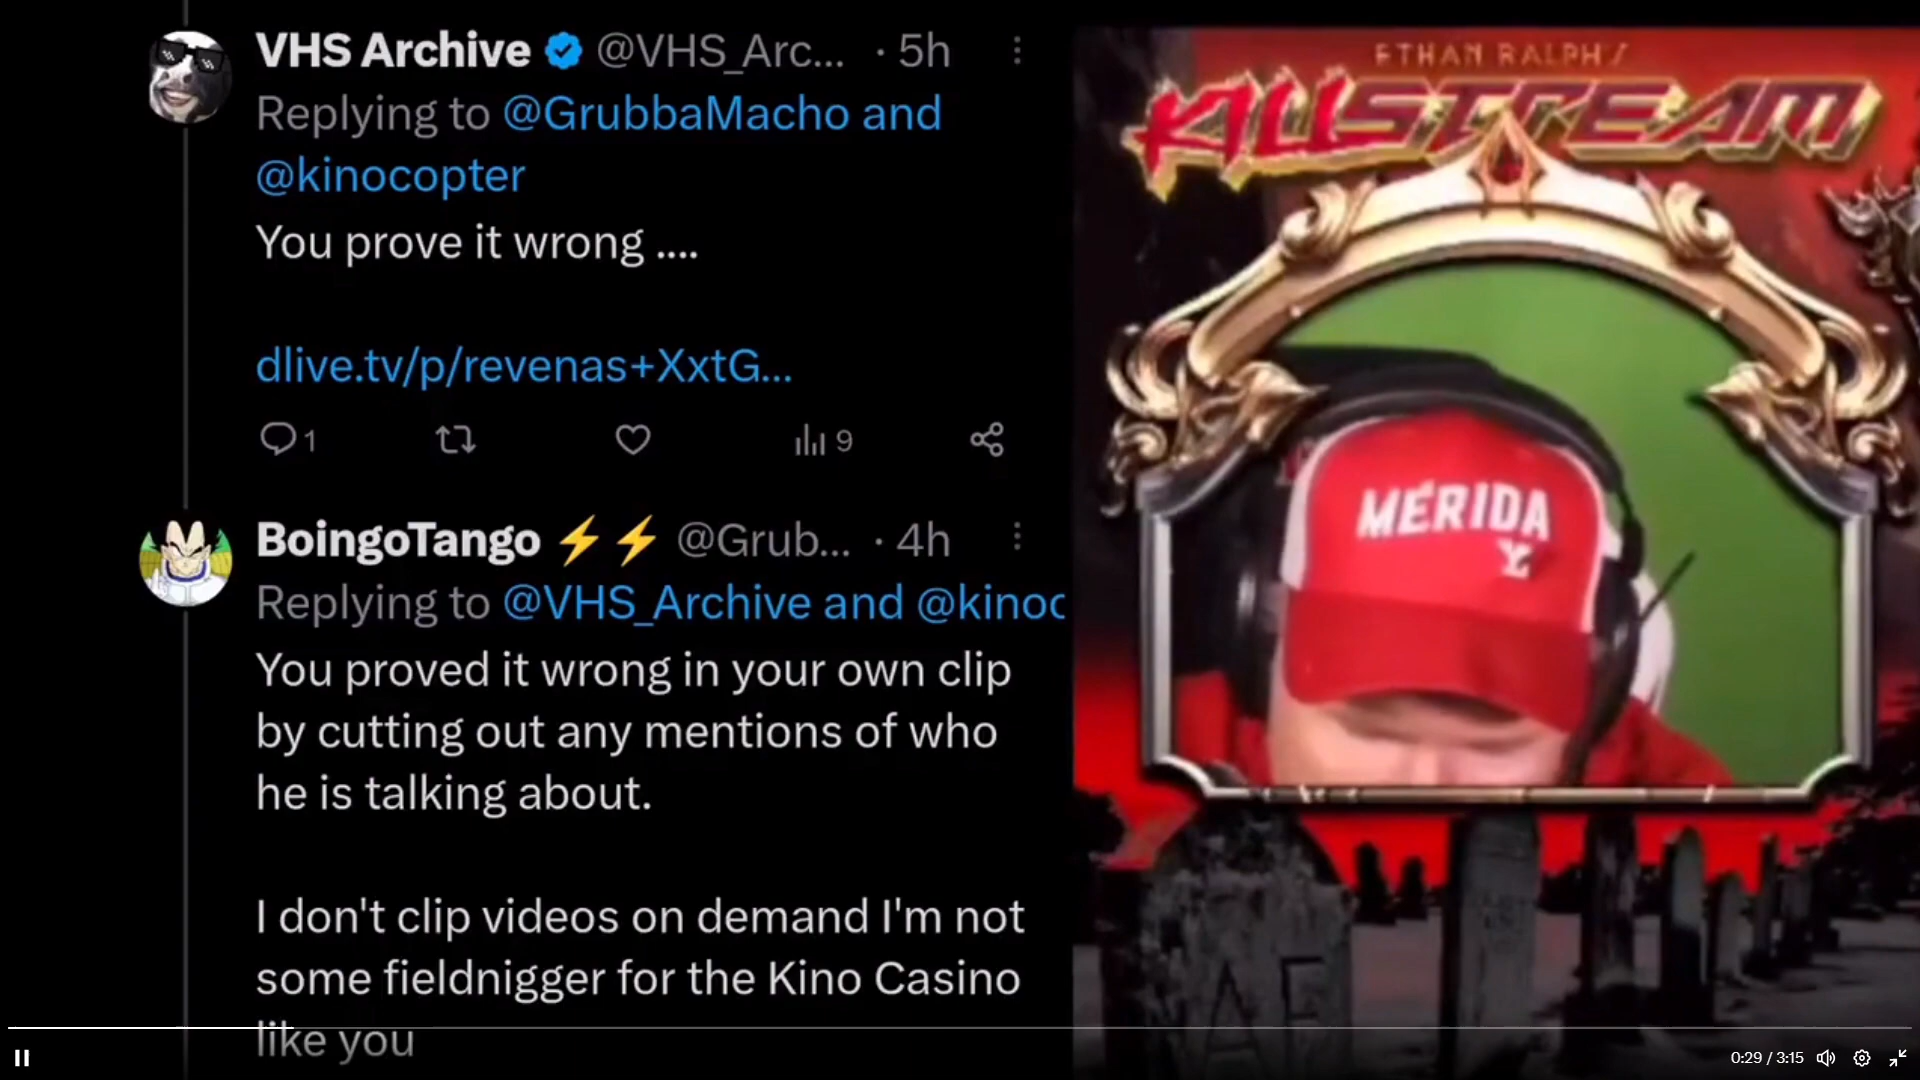 VHS Archive @VHS_Arc... · 5h
Replying to @GrubbaMacho and
@kinocopter
You prove it wrong ....
dlive.tv/p/revenas+XxtG...
1 9
BoingoTango ⚡⚡ @Grub... · 4h
Replying to @VHS_Archive and @kinoc
You proved it wrong in your own clip
by cutting out any mentions of who
he is talking about.
I don't clip videos on demand I'm not
some fieldnigger for the Kino Casino
like you
ETHAN RALPH'S
KILLSTREAM
MÉRIDA
Y
0:29 / 3:15